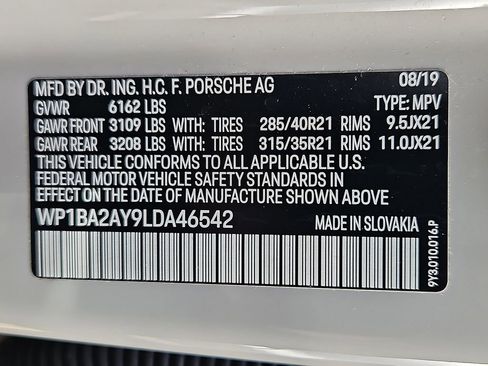 MFD BY DR. ING. H.C. F. PORSCHE AG 08/19
GVWR 6162 LBS TYPE: MPV
GAWR FRONT 3109 LBS WITH: TIRES 285/40R21 RIMS 9.5JX21
GAWR REAR 3208 LBS WITH: TIRES 315/35R21 RIMS 11.0JX21
THIS VEHICLE CONFORMS TO ALL APPLICABLE U.S.
FEDERAL MOTOR VEHICLE SAFETY STANDARDS IN
EFFECT ON THE DATE OF MANUFACTURE SHOWN ABOVE
WP1BA2AY9LDA46542 MADE IN SLOVAKIA
9Y3.010.016.P